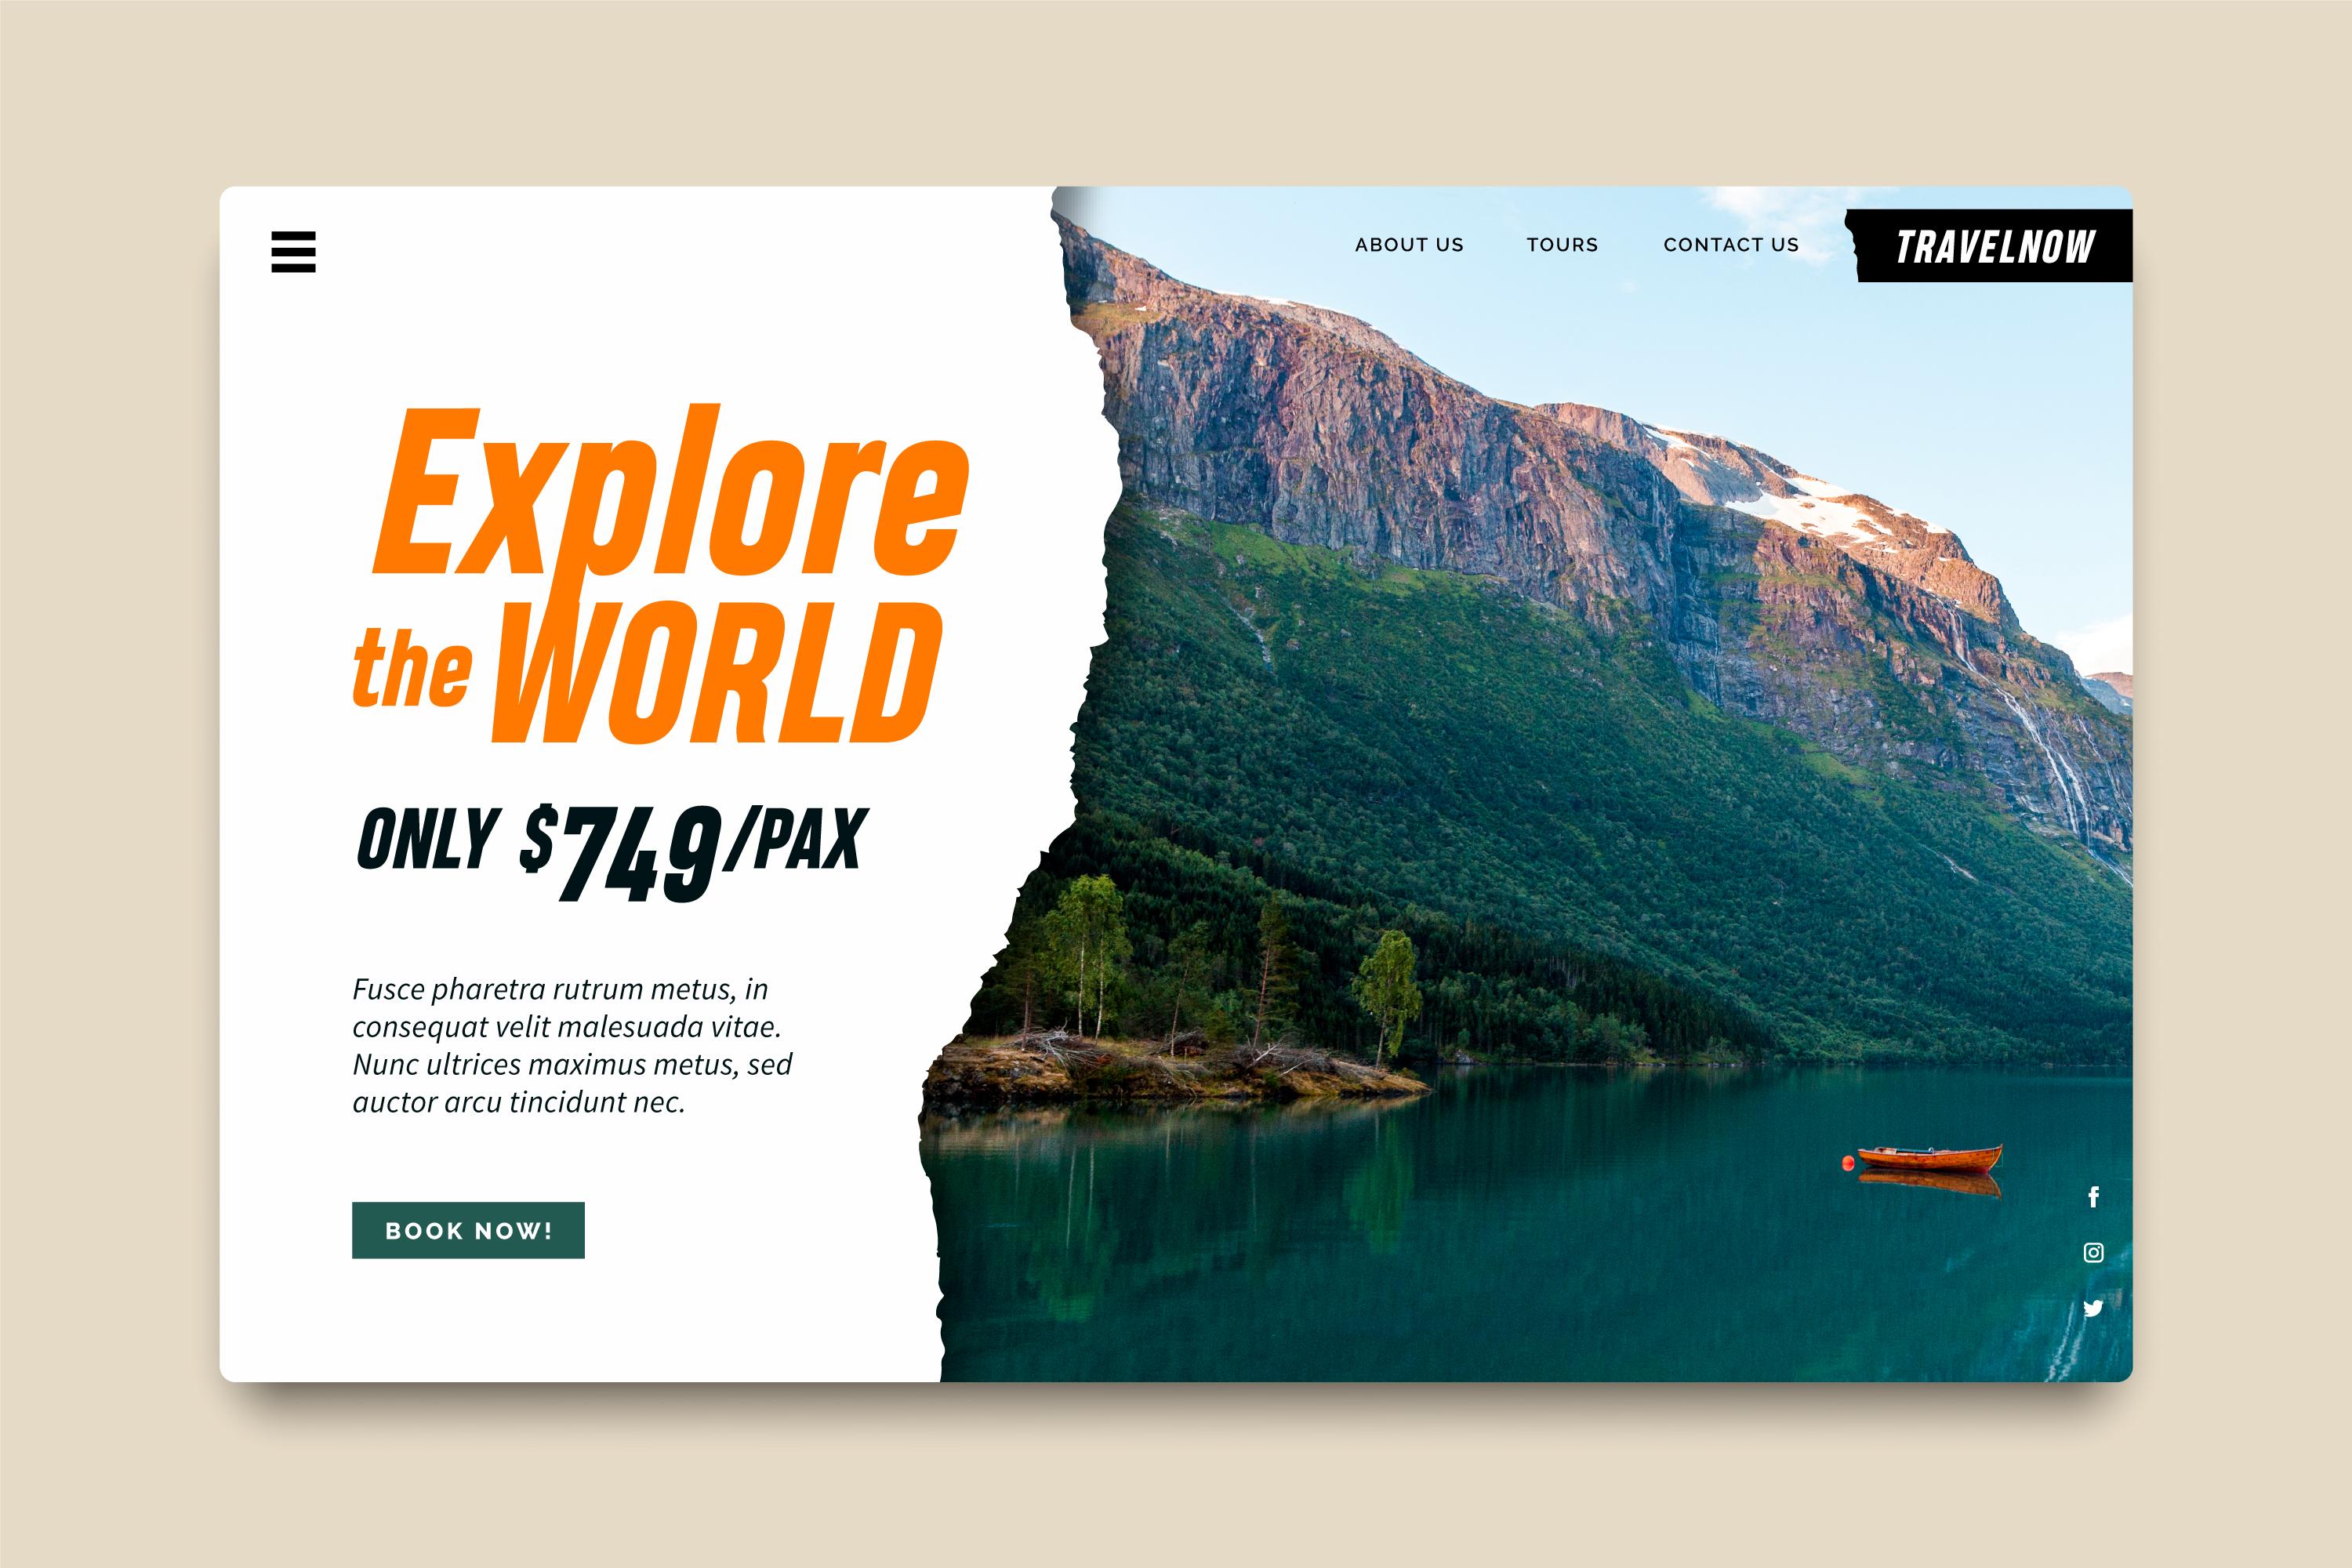 ABOUT US TOURS CONTACT US TRAVELNOW
Explore
the WORLD
ONLY $749/PAX
Fusce pharetra rutrum metus, in
consequat velit malesuada vitae.
Nunc ultrices maximus metus, sed
auctor arcu tincidunt nec.
BOOK NOW!